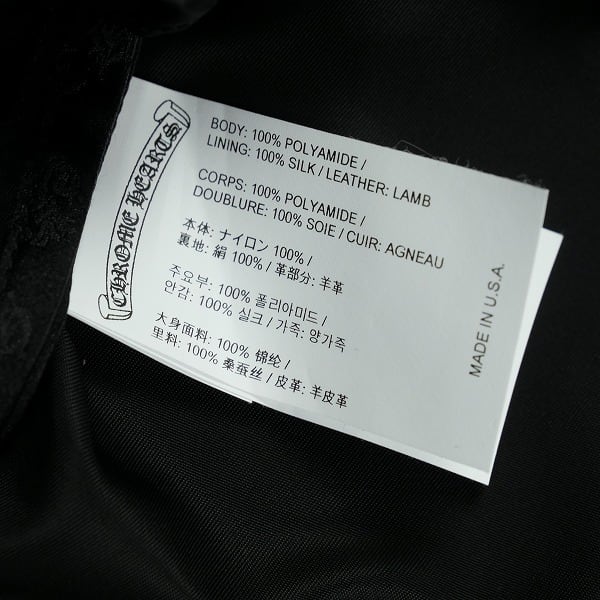 CHROME HEARTS
BODY: 100% POLYAMIDE /
LINING: 100% SILK / LEATHER: LAMB
CORPS: 100% POLYAMIDE /
DOUBLURE: 100% SOIE / CUIR: AGNEAU
本体: ナイロン 100% /
裏地: 絹 100% / 革部分: 羊革
주요부: 100% 폴리아미드 /
안감: 100% 실크 / 가죽: 양가죽
大身面料: 100% 锦纶 /
里料: 100% 桑蚕丝 / 皮革: 羊皮革
MADE IN U.S.A.